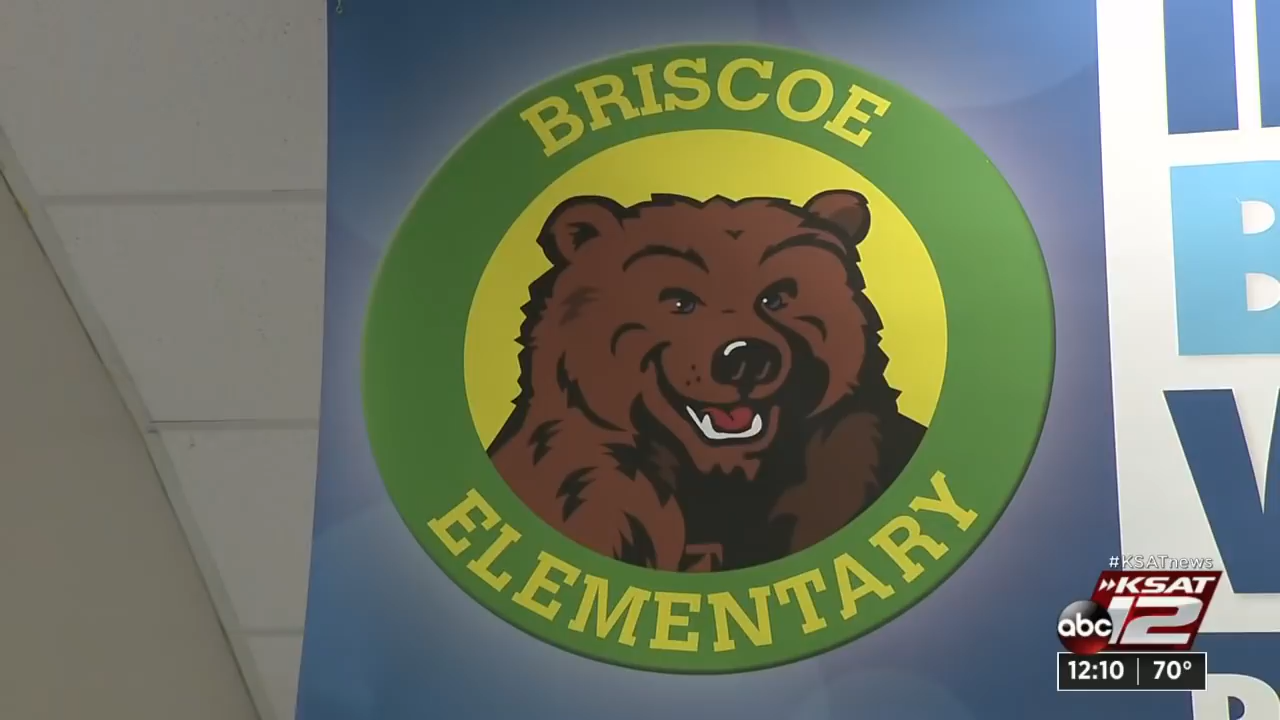 BRISCOE
ELEMENTARY
#KSATnews
KSAT
abc 12
12:10 70°